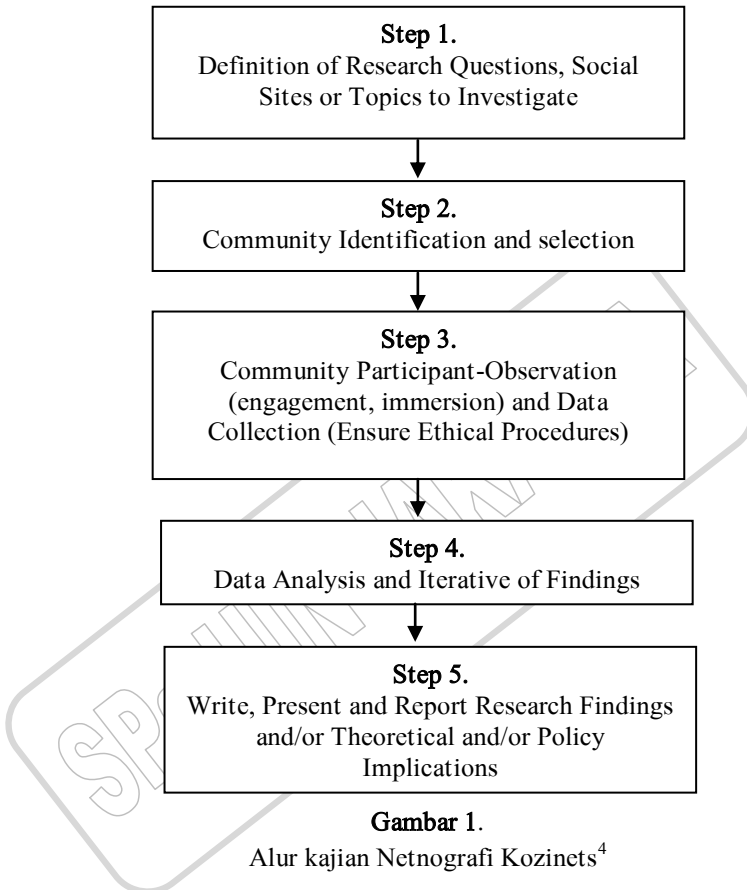 Step 1.
Definition of Research Questions, Social
Sites or Topics to Investigate
Step 2.
Community Identification and selection
Step 3.
Community Participant-Observation
(engagement, immersion) and Data
Collection (Ensure Ethical Procedures)
Step 4.
Data Analysis and Iterative of Findings
Step 5.
Write, Present and Report Research Findings
and/or Theoretical and/or Policy
Implications
Gambar 1.
Alur kajian Netnografi Kozinets⁴